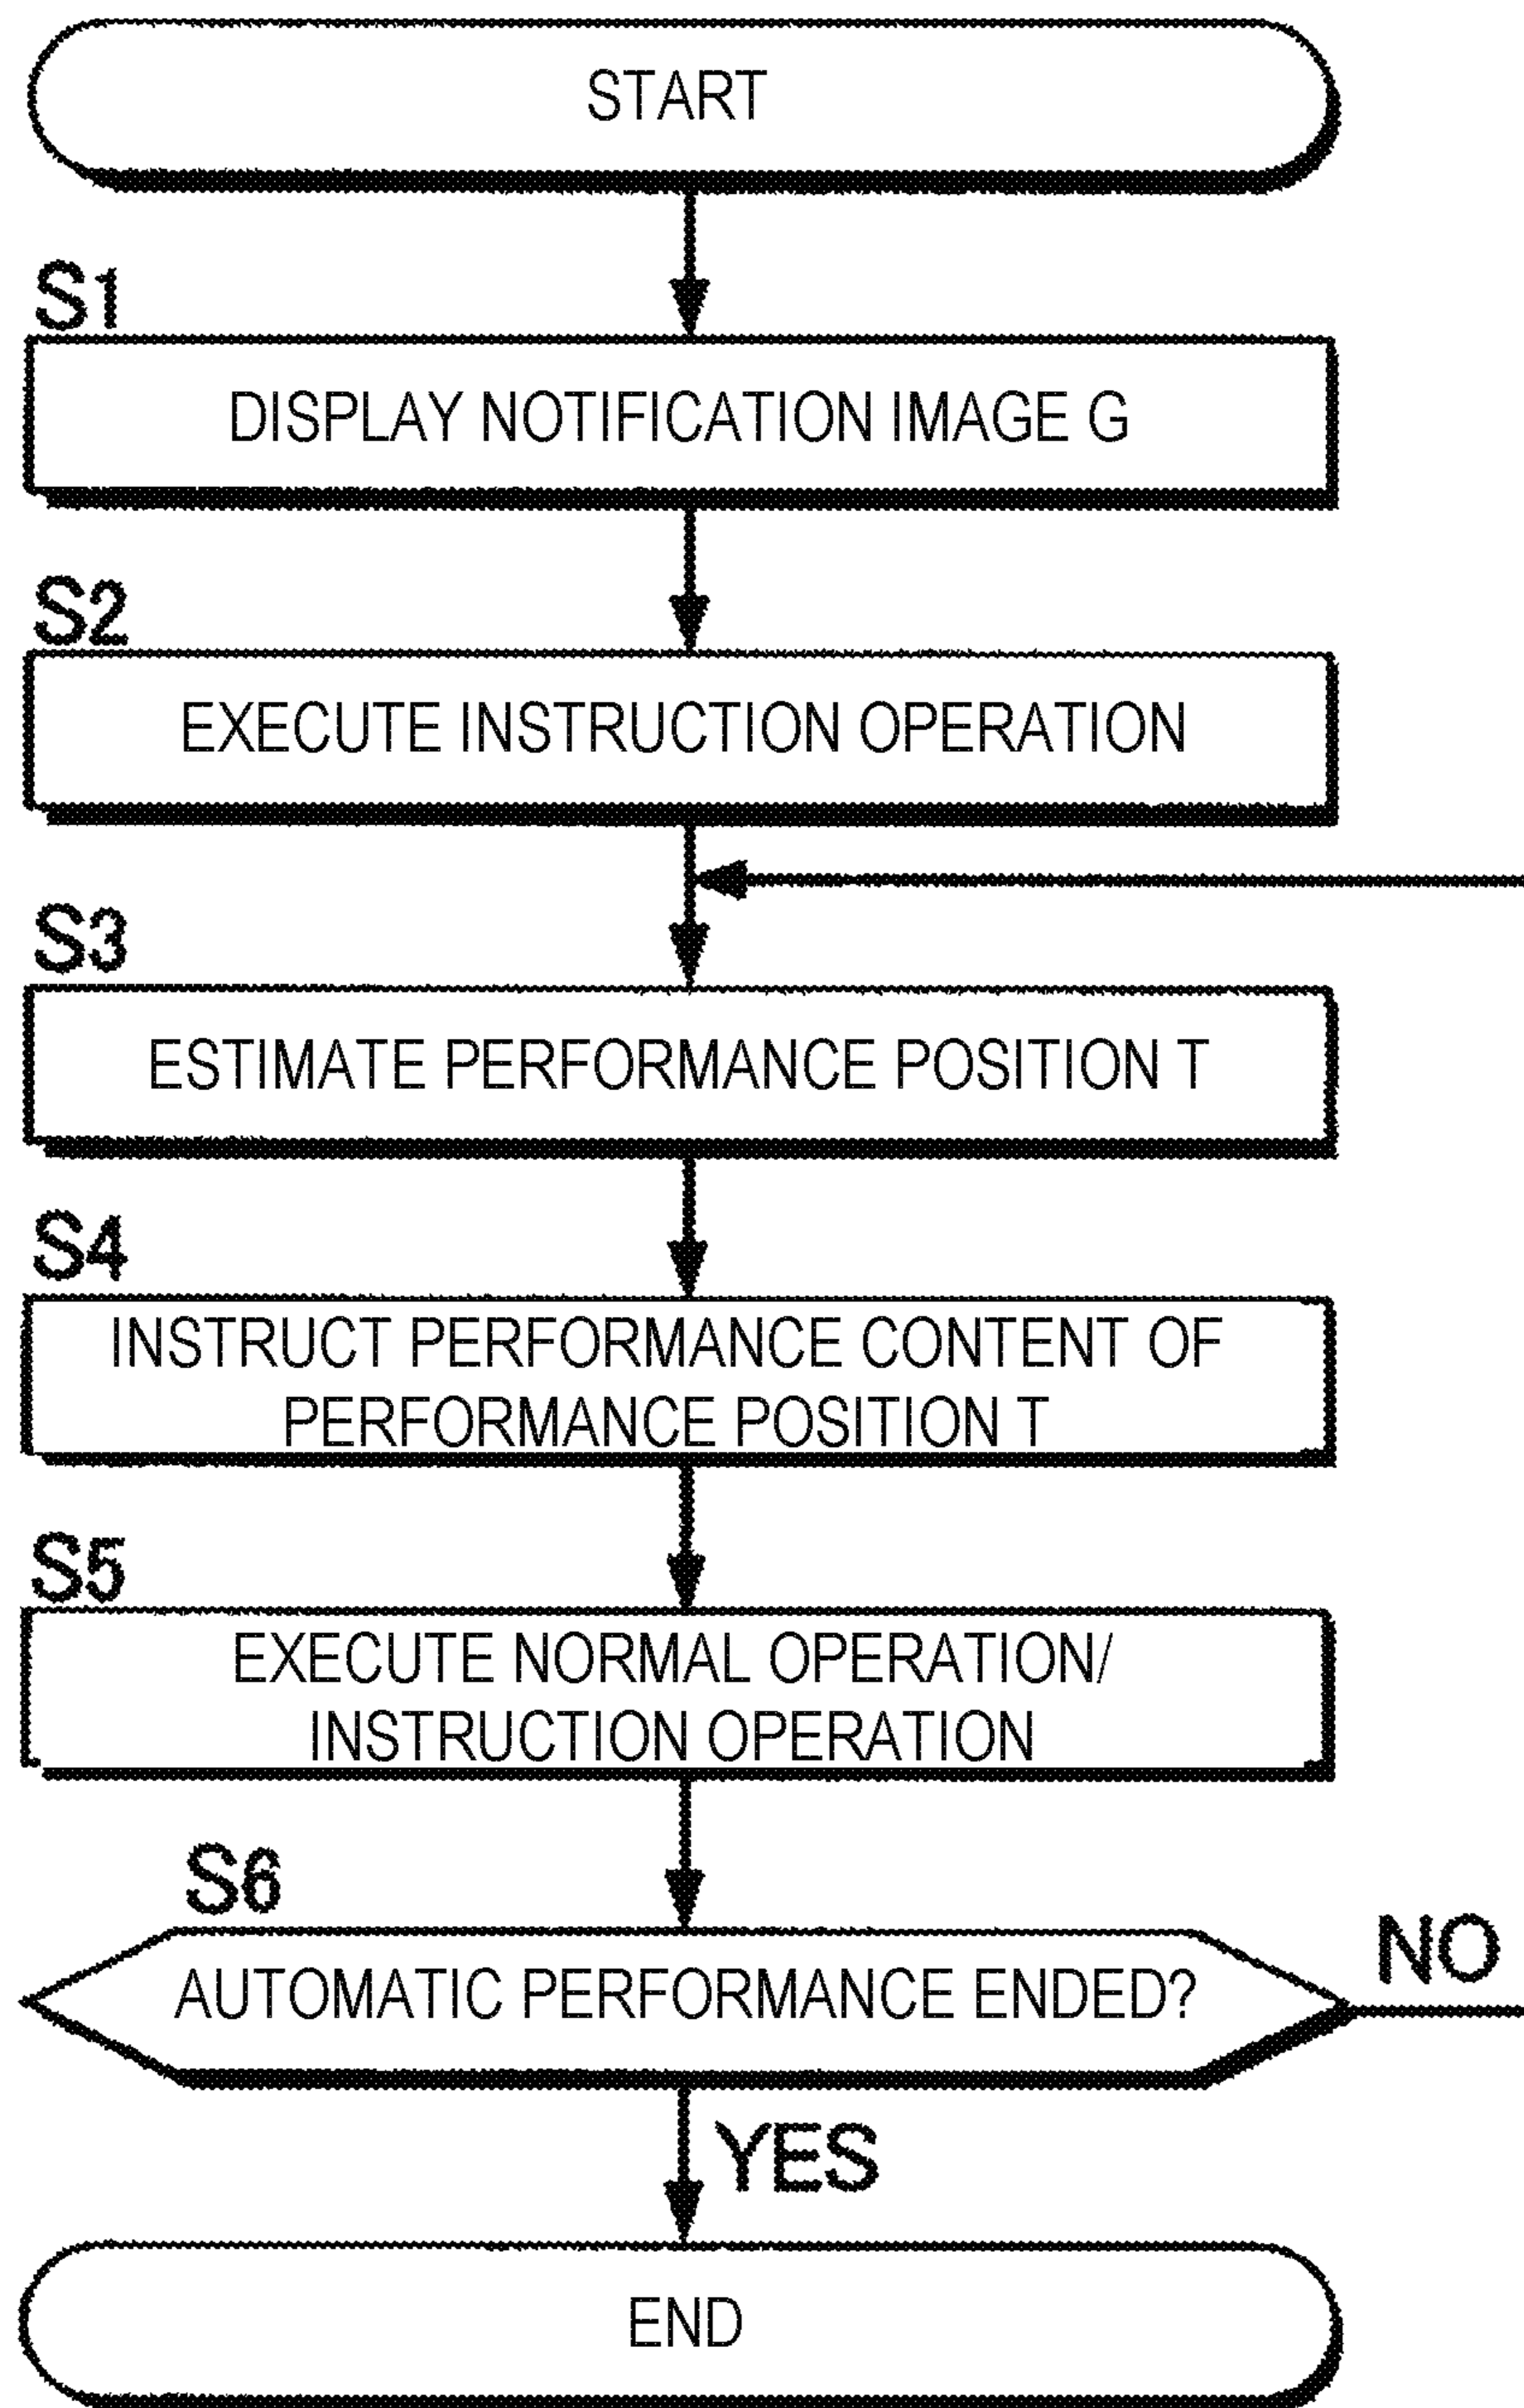 START
S1
DISPLAY NOTIFICATION IMAGE G
S2
EXECUTE INSTRUCTION OPERATION
S3
ESTIMATE PERFORMANCE POSITION T
S4
INSTRUCT PERFORMANCE CONTENT OF
PERFORMANCE POSITION T
S5
EXECUTE NORMAL OPERATION/
INSTRUCTION OPERATION
S6
AUTOMATIC PERFORMANCE ENDED?
NO
YES
END